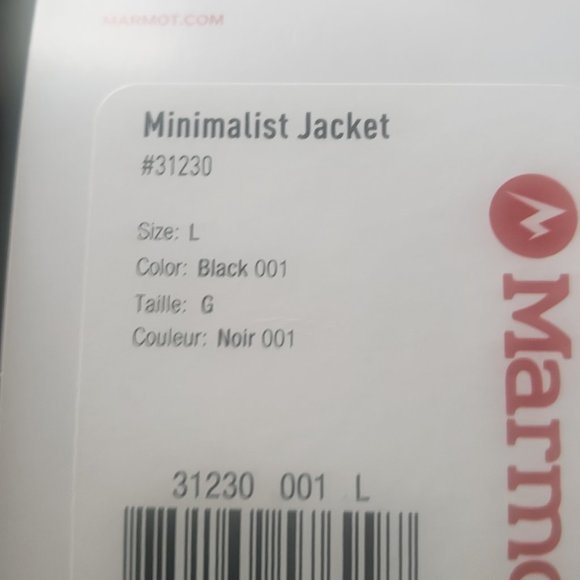 MARMOT.COM
Minimalist Jacket
#31230
Size: L
Color: Black 001
Taille: G
Couleur: Noir 001
31230 001 L
Marmo